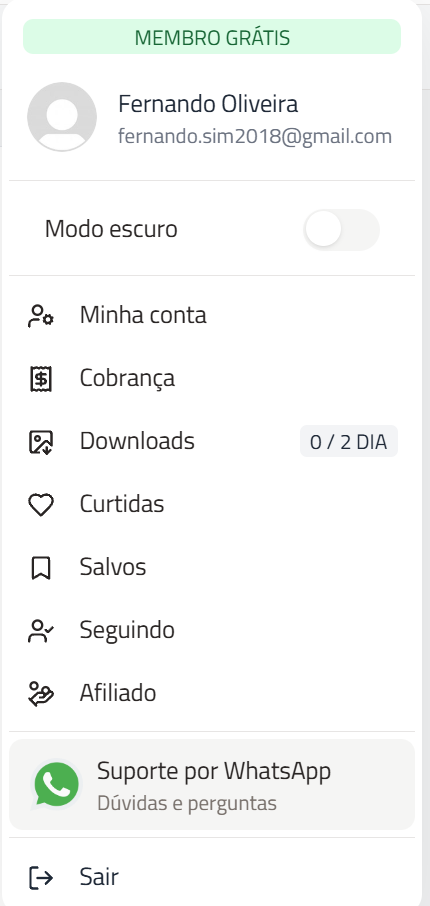 MEMBRO GRÁTIS
Fernando Oliveira
fernando.sim2018@gmail.com
Modo escuro
Minha conta
Cobrança
Downloads 0 / 2 DIA
Curtidas
Salvos
Seguindo
Afiliado
Suporte por WhatsApp
Dúvidas e perguntas
Sair